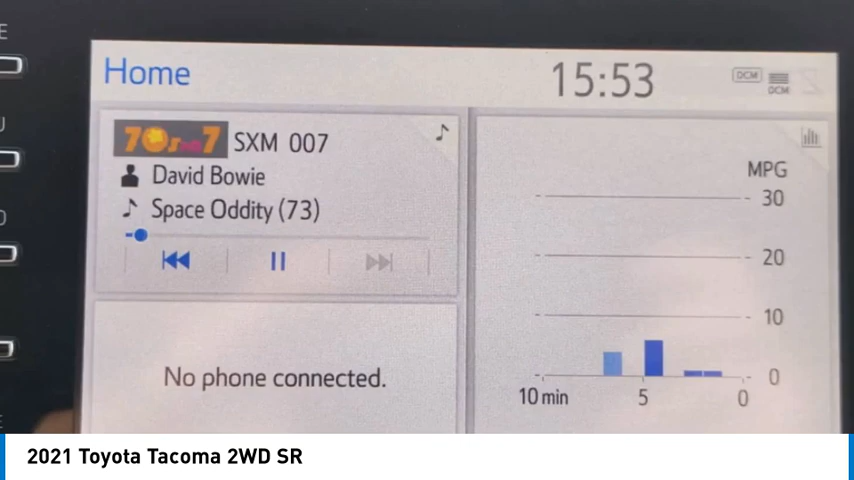 E
Home
15:53
DCM
DCM
U
70s on 7 SXM 007
David Bowie
Space Oddity (73)
MPG
30
20
10
0
No phone connected.
10 min 5 0
2021 Toyota Tacoma 2WD SR